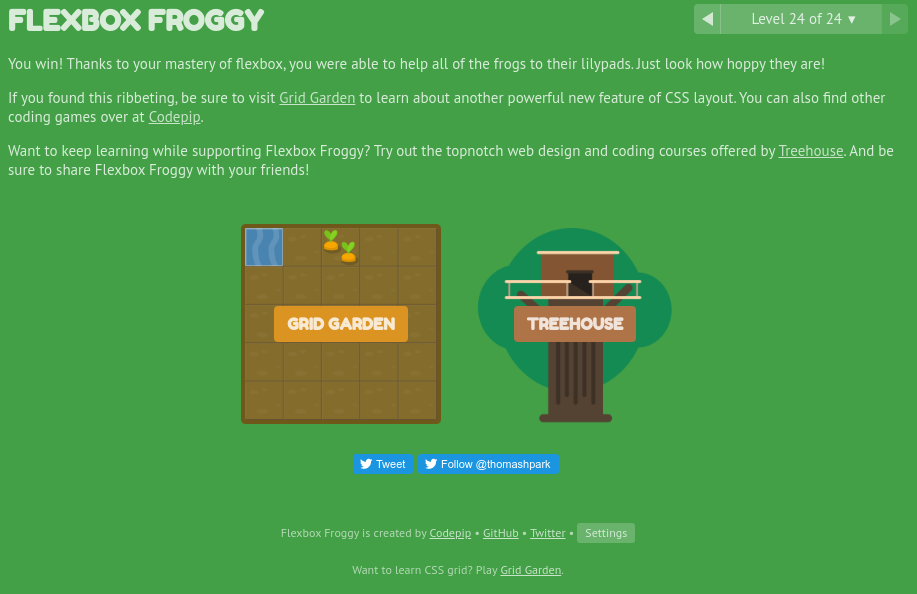 FLEXBOX FROGGY
Level 24 of 24 ▼
You win! Thanks to your mastery of flexbox, you were able to help all of the frogs to their lilypads. Just look how hoppy they are!
If you found this ribbeting, be sure to visit Grid Garden to learn about another powerful new feature of CSS layout. You can also find other
coding games over at Codepip.
Want to keep learning while supporting Flexbox Froggy? Try out the topnotch web design and coding courses offered by Treehouse. And be
sure to share Flexbox Froggy with your friends!
GRID GARDEN
TREEHOUSE
Tweet
Follow @thomashpark
Flexbox Froggy is created by Codepip • GitHub • Twitter • Settings
Want to learn CSS grid? Play Grid Garden.